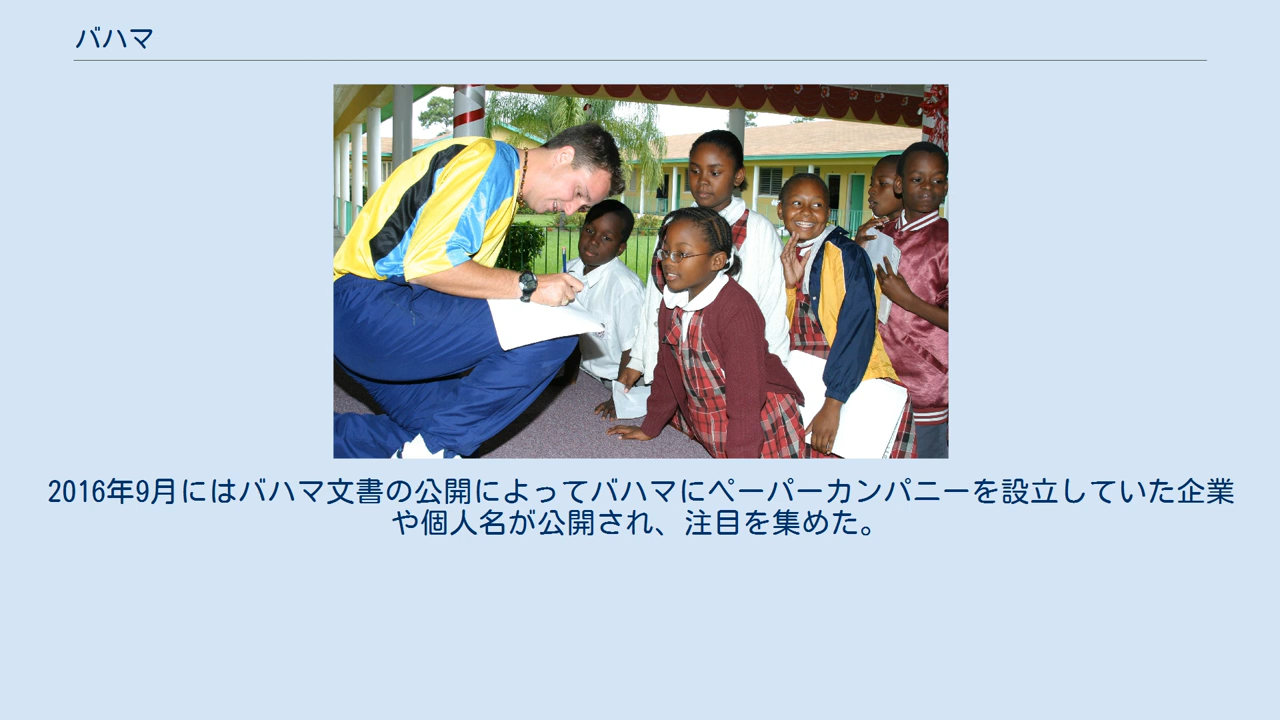 バハマ
2016年9月にはバハマ文書の公開によってバハマにペーパーカンパニーを設立していた企業
や個人名が公開され、注目を集めた。